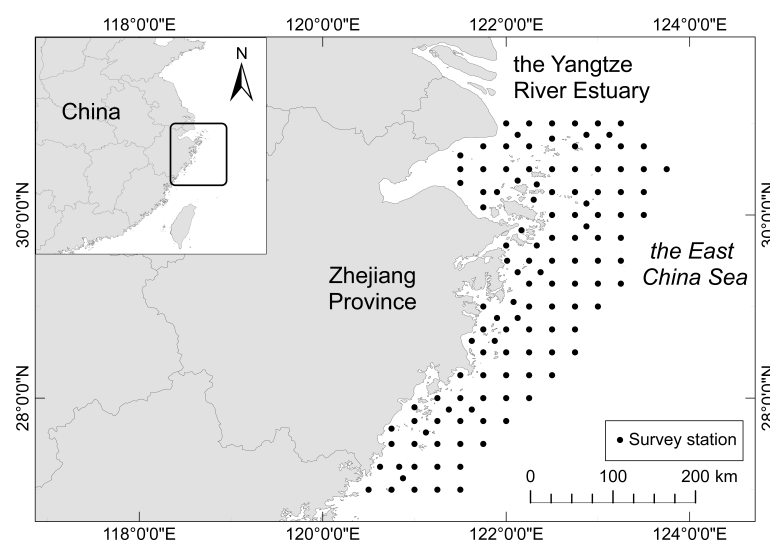 118°0'0"E
120°0'0"E
122°0'0"E
124°0'0"E
N
China
the Yangtze
River Estuary
30°0'0"N
30°0'0"N
Zhejiang
Province
the East
China Sea
28°0'0"N
28°0'0"N
Survey station
0 100 200 km
118°0'0"E
120°0'0"E
122°0'0"E
124°0'0"E